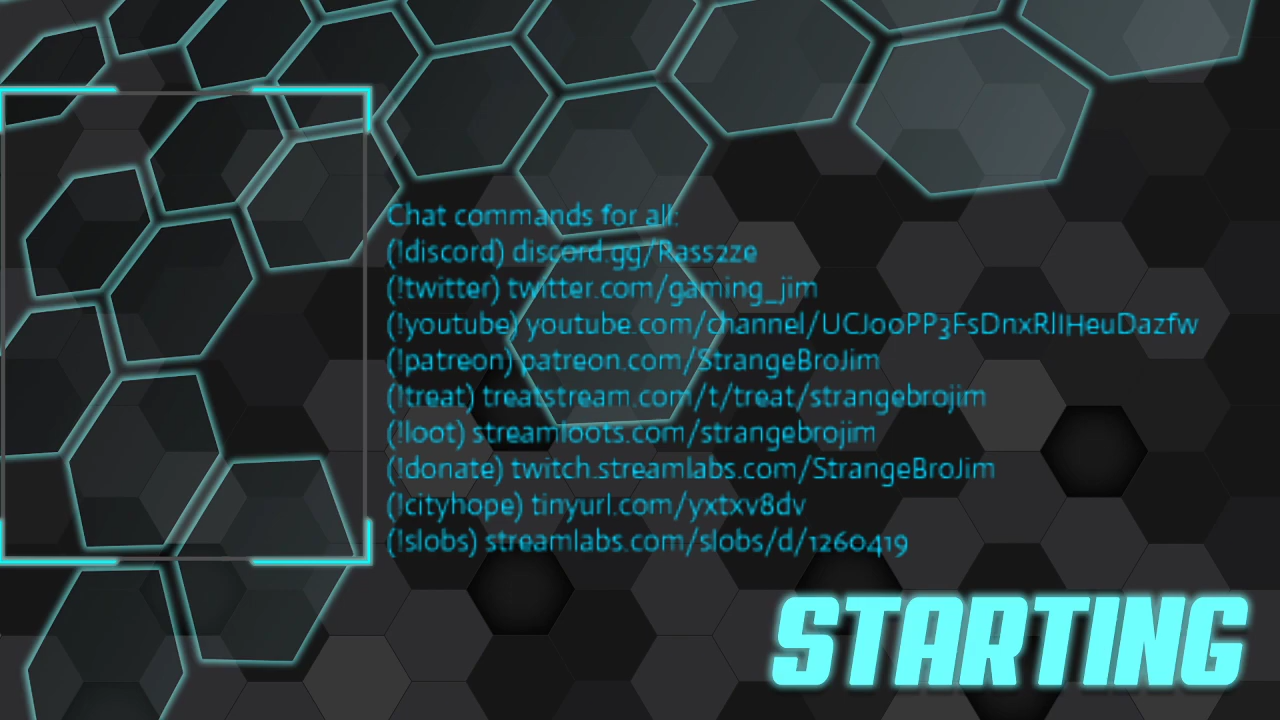 Chat commands for all:
(!discord) discord.gg/Rass2ze
(!twitter) twitter.com/gaming_jim
(!youtube) youtube.com/channel/UCJooPP3FsDnxRlIHeuDazfw
(!patreon) patreon.com/StrangeBroJim
(!treat) treatstream.com/t/treat/strangebrojim
(!loot) streamloots.com/strangebrojim
(!donate) twitch.streamlabs.com/StrangeBroJim
(!cityhope) tinyurl.com/yxtxv8dv
(!slobs) streamlabs.com/slobs/d/1260419
STARTING